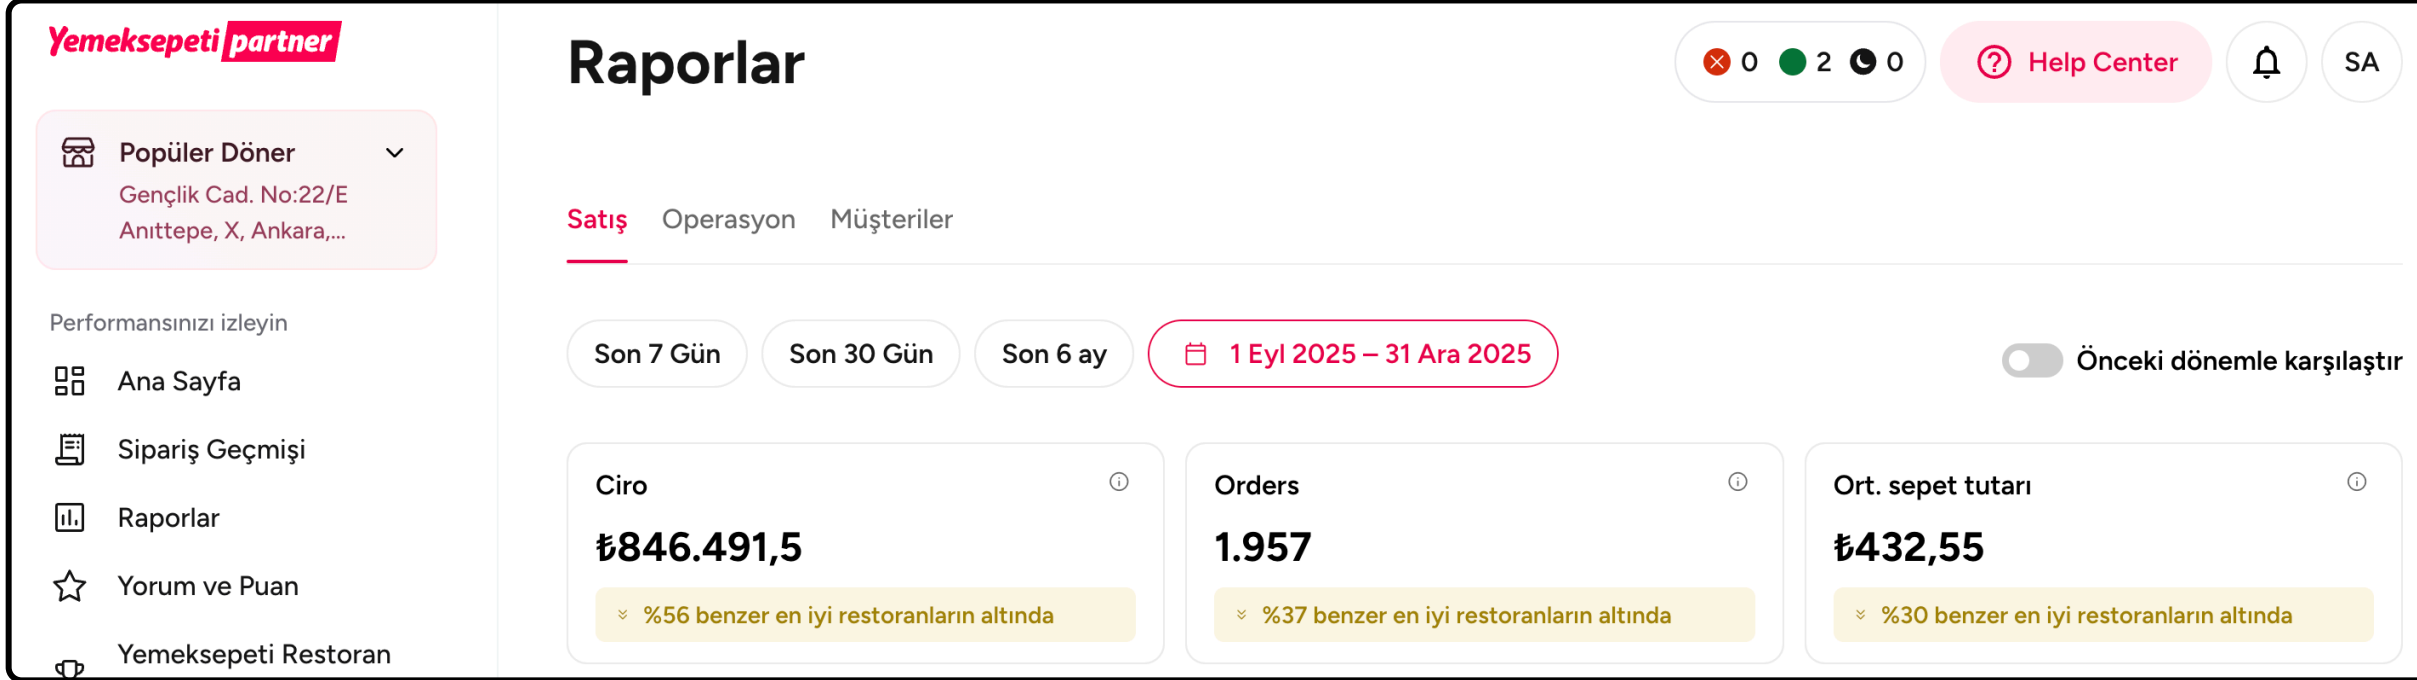 Yemeksepeti partner
Popüler Döner
Gençlik Cad. No:22/E
Anıttepe, X, Ankara,...
Performansınızı izleyin
Ana Sayfa
Sipariş Geçmişi
Raporlar
Yorum ve Puan
Yemeksepeti Restoran
Raporlar
0 2 0
Help Center
SA
Satış Operasyon Müşteriler
Son 7 Gün Son 30 Gün Son 6 ay 1 Eyl 2025 – 31 Ara 2025
Önceki dönemle karşılaştır
Ciro
₺846.491,5
%56 benzer en iyi restoranların altında
Orders
1.957
%37 benzer en iyi restoranların altında
Ort. sepet tutarı
₺432,55
%30 benzer en iyi restoranların altında